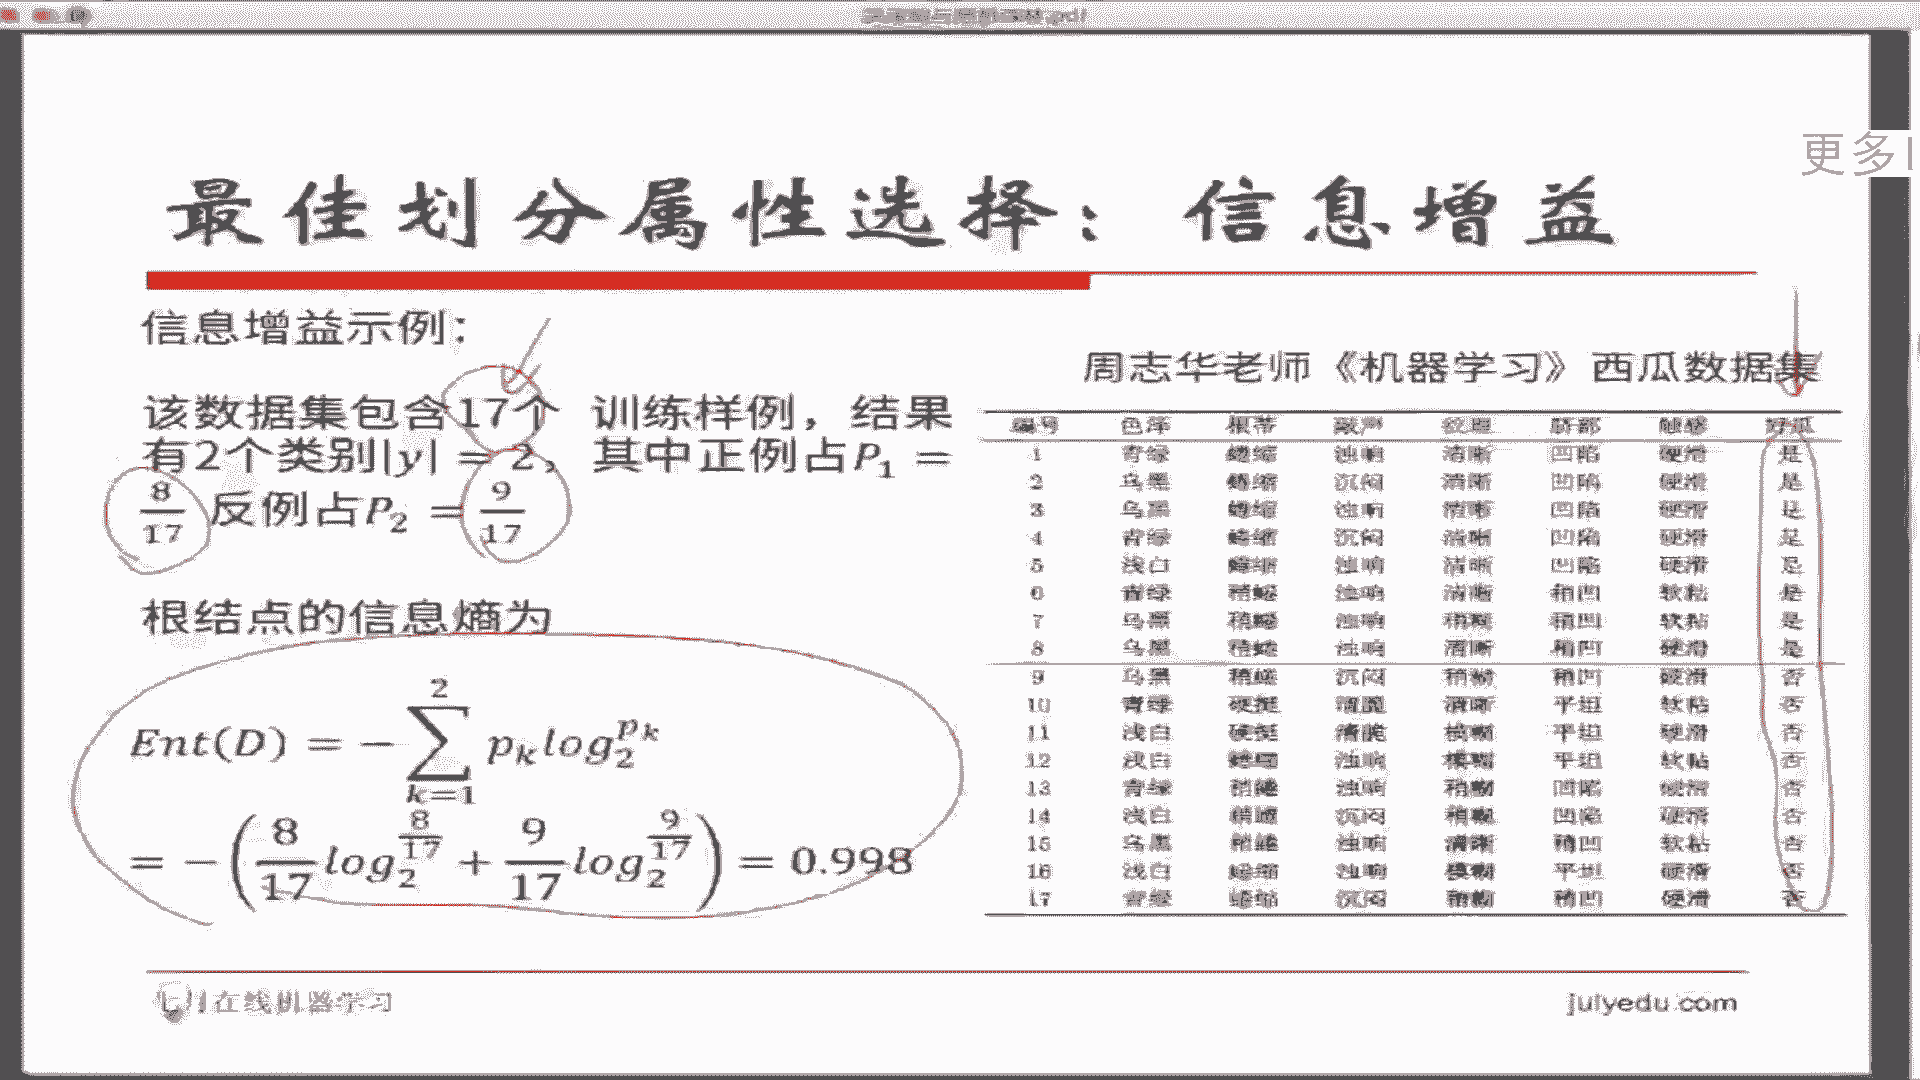 更多
最佳划分属性选择：信息增益
信息增益示例：
该数据集包含17个 训练样例，结果
有2个类别|y| = 2，其中正例占P₁ =
8/17 反例占P₂ = 9/17
根结点的信息熵为
Ent(D) = − ∑_{k=1}^{2} p_k log_2^{p_k}
= −(8/17 log_2^{8/17} + 9/17 log_2^{9/17}) = 0.998
周志华老师《机器学习》西瓜数据集
编号 色泽 根蒂 敲声 纹理 脐部 触感 好瓜
1 青绿 蜷缩 浊响 清晰 凹陷 硬滑 是
2 乌黑 蜷缩 沉闷 清晰 凹陷 硬滑 是
3 乌黑 蜷缩 浊响 清晰 凹陷 硬滑 是
4 青绿 蜷缩 沉闷 清晰 凹陷 硬滑 是
5 浅白 蜷缩 浊响 清晰 凹陷 硬滑 是
6 青绿 稍蜷 浊响 清晰 稍凹 软粘 是
7 乌黑 稍蜷 浊响 稍糊 稍凹 软粘 是
8 乌黑 稍蜷 浊响 清晰 稍凹 硬滑 是
9 乌黑 稍蜷 沉闷 稍糊 稍凹 硬滑 否
10 青绿 硬挺 清脆 清晰 平坦 软粘 否
11 浅白 硬挺 清脆 模糊 平坦 硬滑 否
12 浅白 蜷缩 浊响 模糊 平坦 软粘 否
13 青绿 稍蜷 浊响 稍糊 凹陷 硬滑 否
14 浅白 稍蜷 沉闷 稍糊 凹陷 硬滑 否
15 乌黑 稍蜷 浊响 清晰 稍凹 软粘 否
16 浅白 蜷缩 浊响 模糊 平坦 硬滑 否
17 青绿 蜷缩 沉闷 稍糊 稍凹 硬滑 否
在线机器学习
julyedu.com